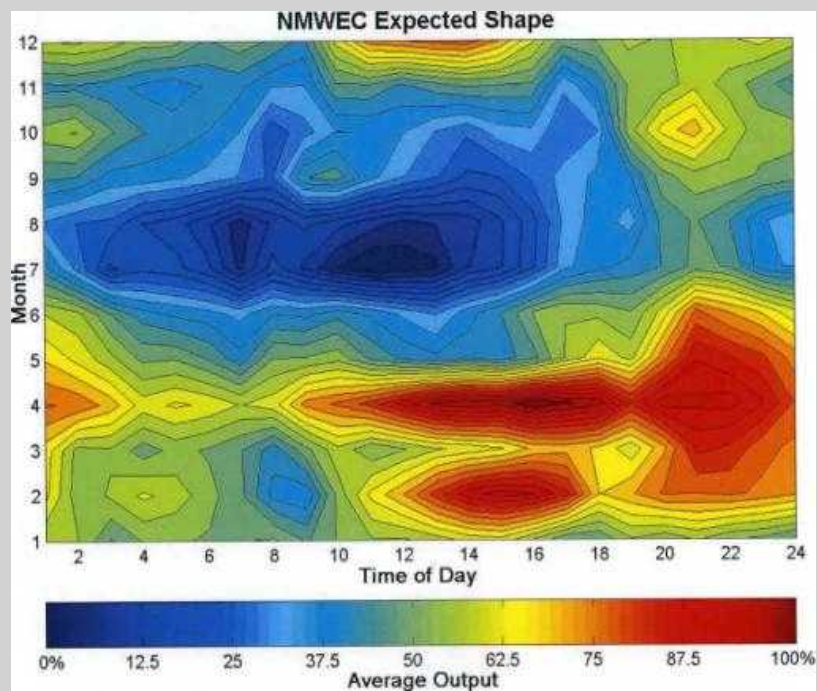 NMWEC Expected Shape
12
11
10
9
8
7
6
5
4
3
2
1
Month
2 4 6 8 10 12 14 16 18 20 22 24
Time of Day
0% 12.5 25 37.5 50 62.5 75 87.5 100%
Average Output